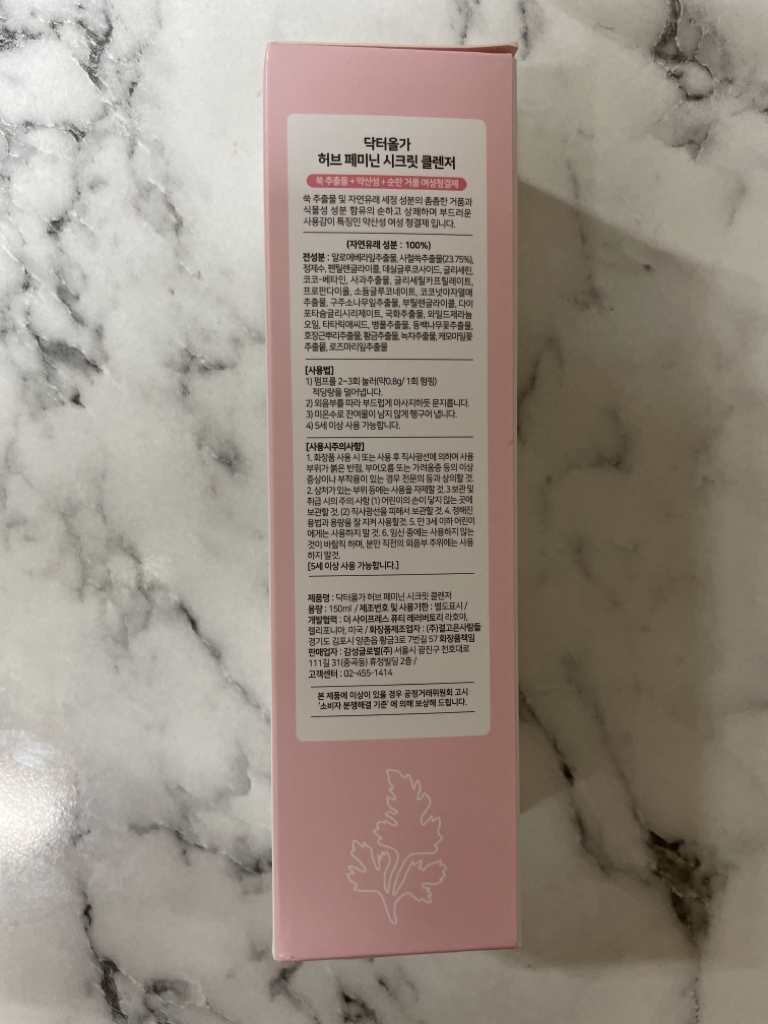 닥터올가
허브 페미닌 시크릿 클렌저
쑥 추출물 + 약산성 + 순한 거품 여성청결제
쑥 추출물 및 자연유래 세정 성분의 촘촘한 거품과
식물성 성분 함유의 순하고 상쾌하며 부드러운
사용감이 특징인 약산성 여성 청결제 입니다.
(자연유래 성분 : 100%)
전성분 : 알로에베라잎추출물, 사철쑥추출물(23.75%),
정제수, 펜틸렌글라이콜, 데실글루코사이드, 글리세린,
코코-베타인, 사과추출물, 글리세릴카프릴레이트,
프로판다이올, 소듐글루코네이트, 코코넛야자열매
추출물, 구주소나무잎추출물, 부틸렌글라이콜, 다이
포타슘글리시리제이트, 국화추출물, 와일드제라늄
오일, 타타릭애씨드, 병풀추출물, 동백나무꽃추출물,
호장근뿌리추출물, 황금추출물, 녹차추출물, 캐모마일꽃
추출물, 로즈마리잎추출물
[사용법]
1) 펌프를 2~3회 눌러(약0.8g/ 1회 펌핑)
적당량을 덜어냅니다.
2) 외음부를 따라 부드럽게 마사지하듯 문지릅니다.
3) 미온수로 잔여물이 남지 않게 헹구어 냅니다.
4) 5세 이상 사용 가능합니다.
[사용시주의사항]
1. 화장품 사용 시 또는 사용 후 직사광선에 의하여 사용
부위가 붉은 반점, 부어오름 또는 가려움증 등의 이상
증상이나 부작용이 있는 경우 전문의 등과 상의할 것.
2. 상처가 있는 부위 등에는 사용을 자제할 것. 3 보관 및
취급 시의 주의 사항 (1) 어린이의 손이 닿지 않는 곳에
보관할 것. (2) 직사광선을 피해서 보관할 것. 4. 정해진
용법과 용량을 잘 지켜 사용할것. 5. 만 3세 이하 어린이
에게는 사용하지 말 것. 6. 임신 중에는 사용하지 않는
것이 바람직 하며, 분만 직전의 외음부 주위에는 사용
하지 말것.
[5세 이상 사용 가능합니다.]
제품명 : 닥터올가 허브 페미닌 시크릿 클렌저
용량 : 150ml / 제조번호 및 사용기한 : 별도표시 /
개발협력 : 더 사이프레스 퓨티 레러버토리 라호야,
캘리포니아, 미국 / 화장품제조업자 : (주)결고은사람들
경기도 김포시 양촌읍 황금3로 7번길 57 화장품책임
판매업자 : 감성글로벌(주) 서울시 광진구 천호대로
111길 31(중곡동) 휴정빌딩 2층 /
고객센터 : 02-455-1414
본 제품에 이상이 있을 경우 공정거래위원회 고시
'소비자 분쟁해결 기준' 에 의해 보상해 드립니다.